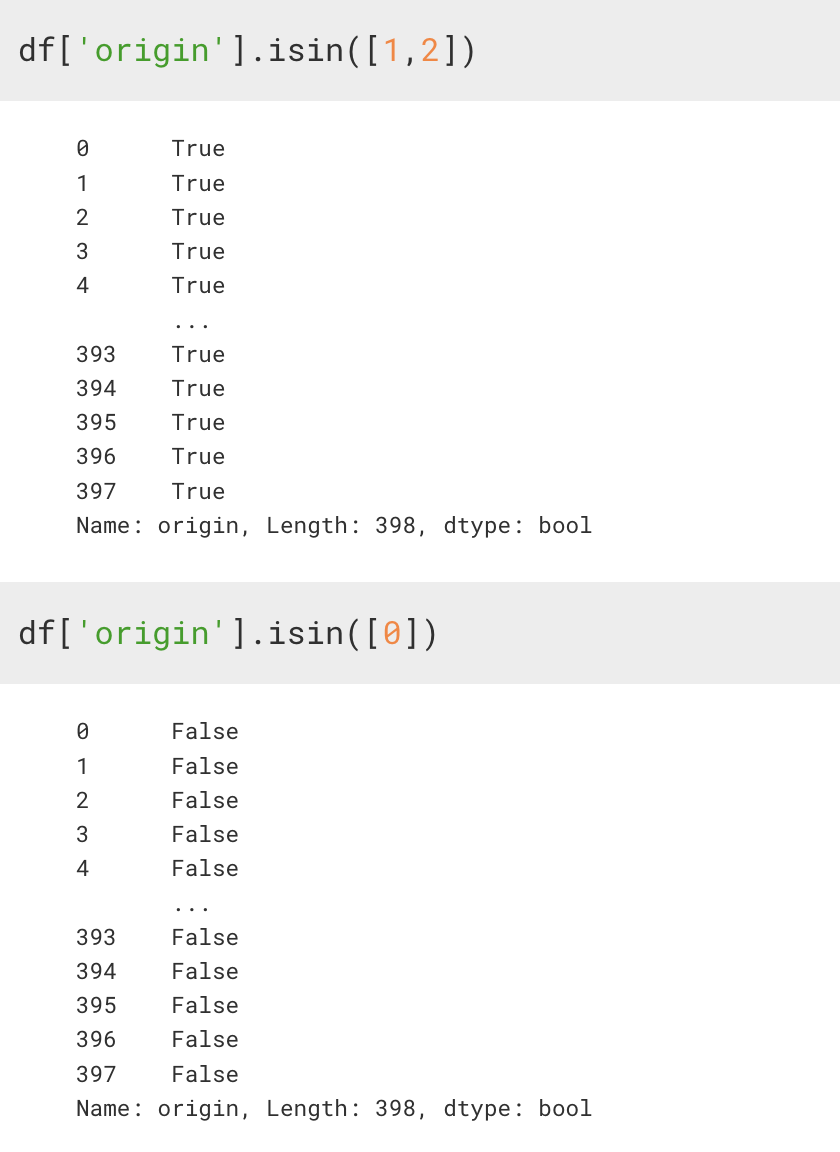 df['origin'].isin([1,2])
0 True
1 True
2 True
3 True
4 True
...
393 True
394 True
395 True
396 True
397 True
Name: origin, Length: 398, dtype: bool
df['origin'].isin([0])
0 False
1 False
2 False
3 False
4 False
...
393 False
394 False
395 False
396 False
397 False
Name: origin, Length: 398, dtype: bool